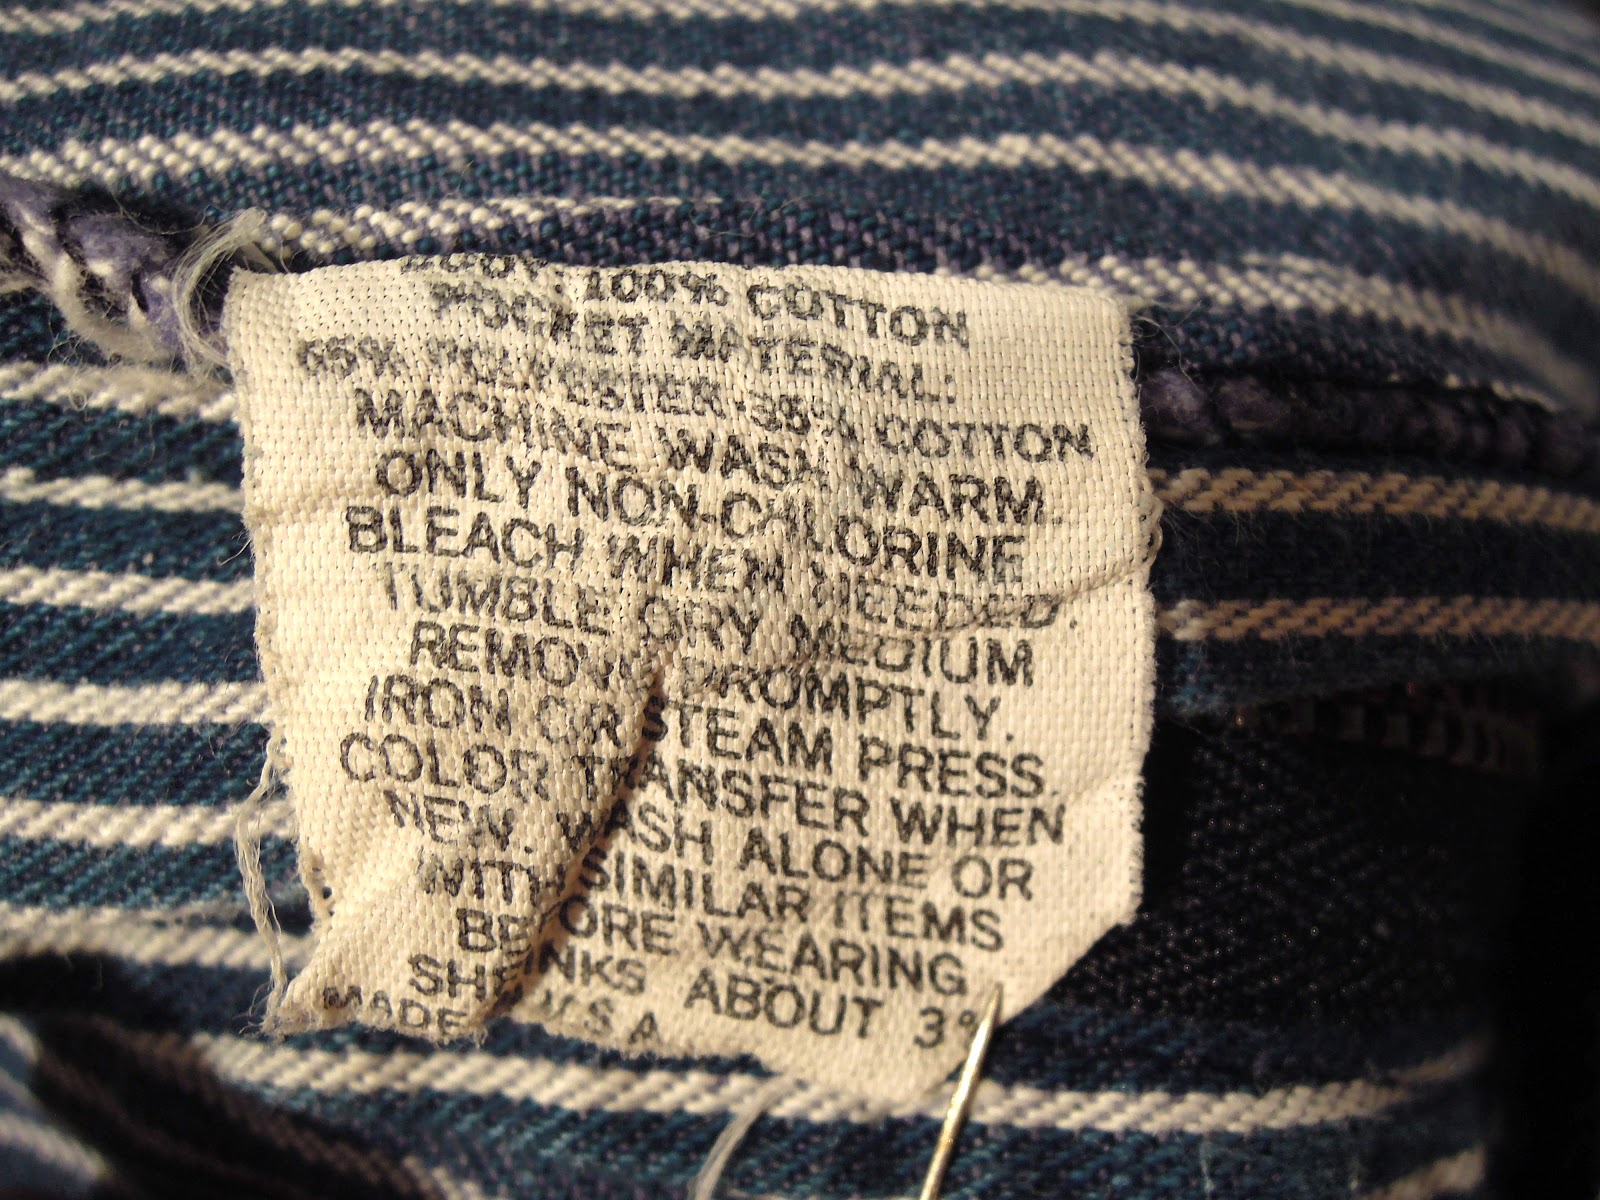 BODY: 100% COTTON
POCKET MATERIAL:
65% POLYESTER 35% COTTON
MACHINE WASH WARM.
ONLY NON-CHLORINE
BLEACH WHEN NEEDED.
TUMBLE DRY MEDIUM
REMOVE PROMPTLY.
IRON OR STEAM PRESS.
COLOR TRANSFER WHEN
NEW. WASH ALONE OR
WITH SIMILAR ITEMS
BEFORE WEARING
SHRINKS ABOUT 3%
MADE U S A